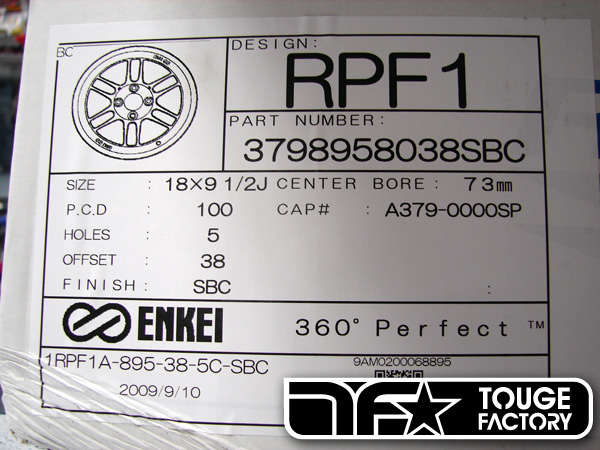 BC
DESIGN:
RPF1
PART NUMBER:
3798958038SBC
SIZE : 18×9 1/2J CENTER BORE: 73mm
P.C.D : 100 CAP# : A379-0000SP
HOLES : 5
OFFSET : 38
FINISH: SBC :
ENKEI 360° Perfect ™
1RPF1A-895-38-5C-SBC 9AM0200068895
2009/9/10
TF TOUGE
FACTORY